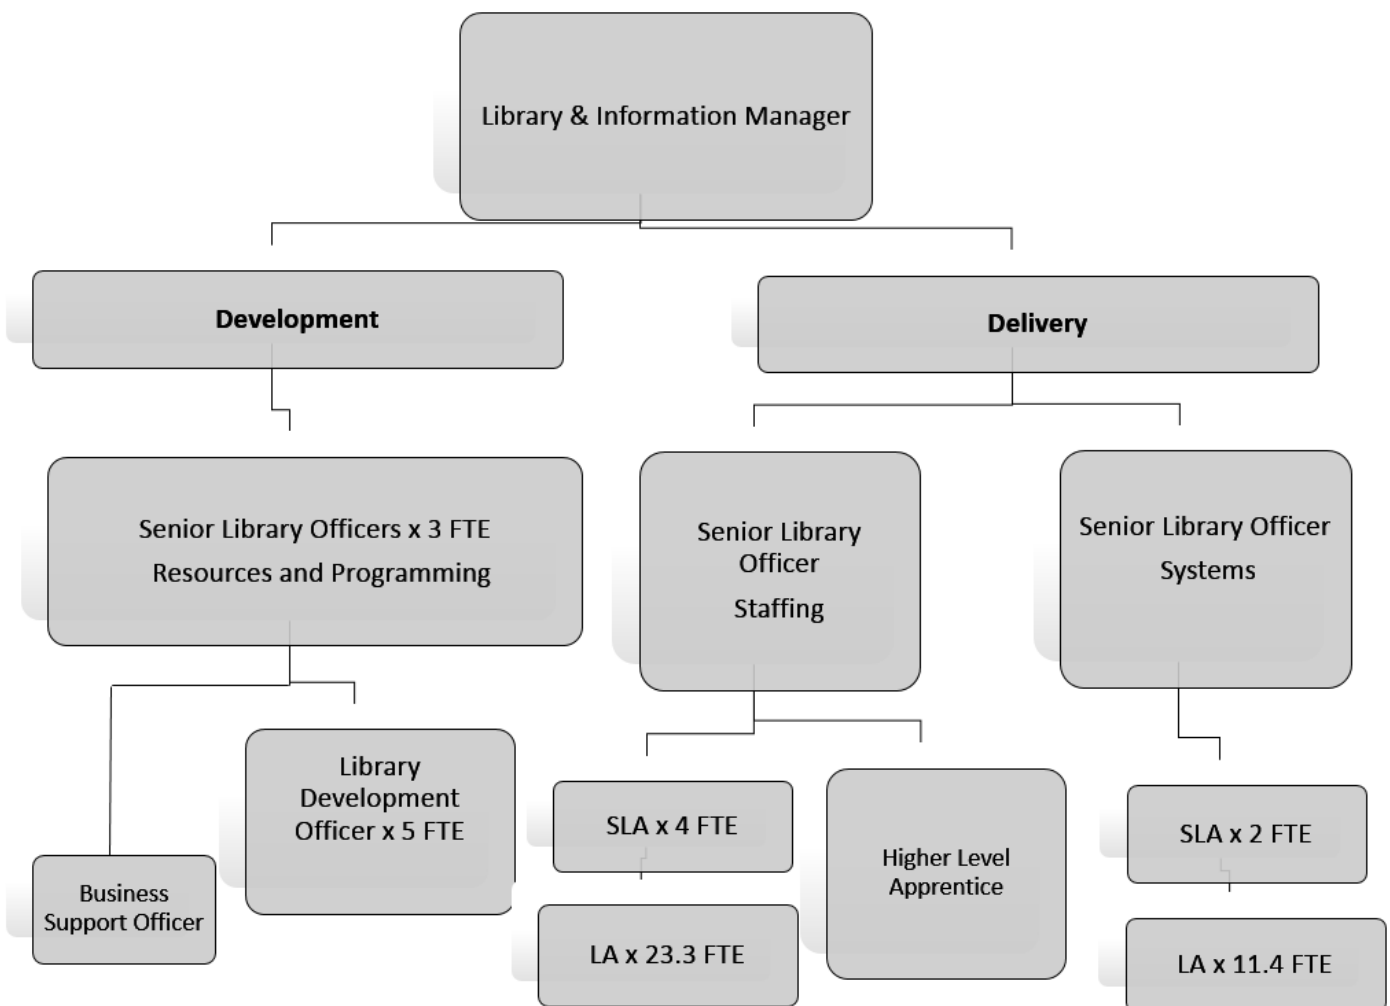 Library & Information Manager
Development
Delivery
Senior Library Officers x 3 FTE
Resources and Programming
Senior Library
Officer
Staffing
Senior Library Officer
Systems
Business
Support Officer
Library
Development
Officer x 5 FTE
SLA x 4 FTE
LA x 23.3 FTE
Higher Level
Apprentice
SLA x 2 FTE
LA x 11.4 FTE